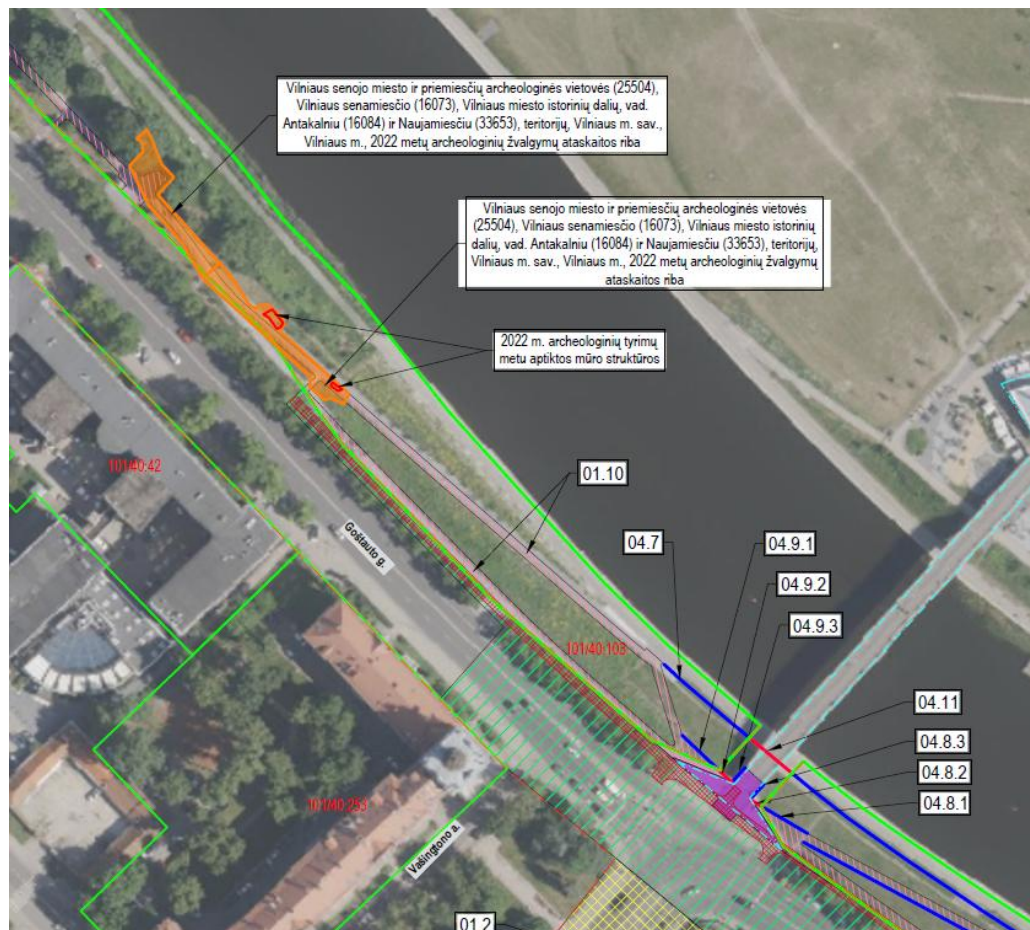 Vilniaus senojo miesto ir priemiesčių archeologinės vietovės (25504),
Vilniaus senamiesčio (16073), Vilniaus miesto istorinių dalių, vad.
Antakalniu (16084) ir Naujamiesčiu (33653), teritorijų, Vilniaus m. sav.,
Vilniaus m., 2022 metų archeologinių žvalgymų ataskaitos riba
Vilniaus senojo miesto ir priemiesčių archeologinės vietovės
(25504), Vilniaus senamiesčio (16073), Vilniaus miesto istorinių
dalių, vad. Antakalniu (16084) ir Naujamiesčiu (33653), teritorijų,
Vilniaus m. sav., Vilniaus m., 2022 metų archeologinių žvalgymų
ataskaitos riba
2022 m. archeologinių tyrimų
metu aptiktos mūro struktūros
101/40:42
01.10
Goštauto g.
04.7
04.9.1
04.9.2
04.9.3
101/40:103
04.11
04.8.3
04.8.2
04.8.1
101/40:253
Vašingtono a.
01.2